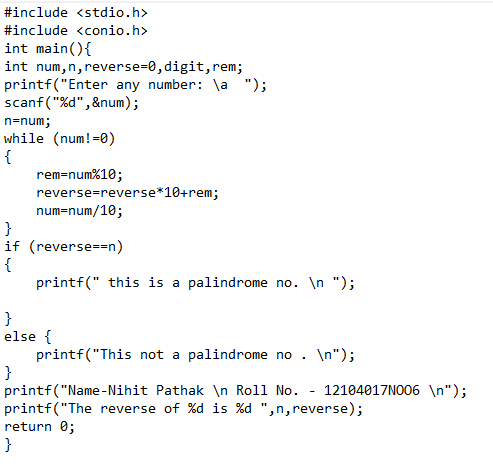 #include <stdio.h>
#include <conio.h>
int main(){
int num,n,reverse=0,digit,rem;
printf("Enter any number: \a  ");
scanf("%d",&num);
n=num;
while (num!=0)
{
    rem=num%10;
    reverse=reverse*10+rem;
    num=num/10;
}
if (reverse==n)
{
    printf(" this is a palindrome no. \n ");
}
else {
    printf("This not a palindrome no . \n");
}
printf("Name-Nihit Pathak \n Roll No. - 12104017NOO6 \n");
printf("The reverse of %d is %d ",n,reverse);
return 0;
}